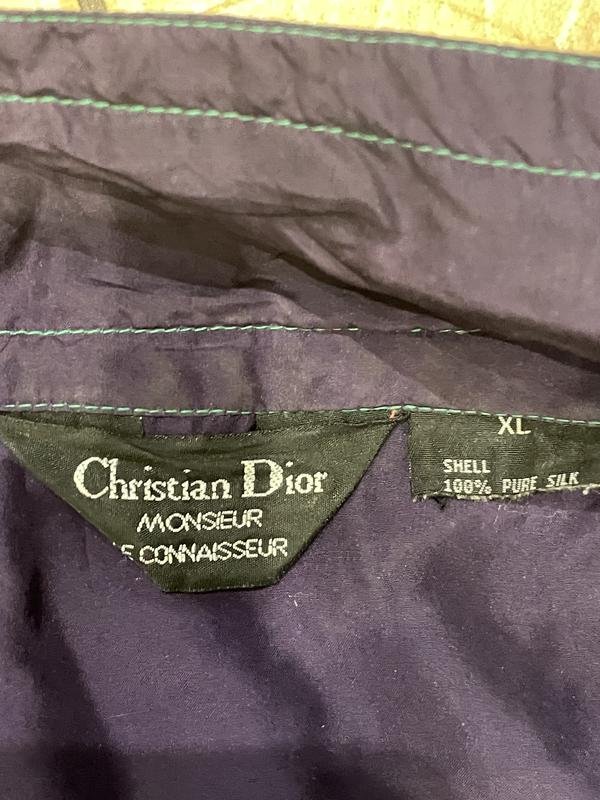 Christian Dior
MONSIEUR
LE CONNAISSEUR
XL
SHELL
100% PURE SILK